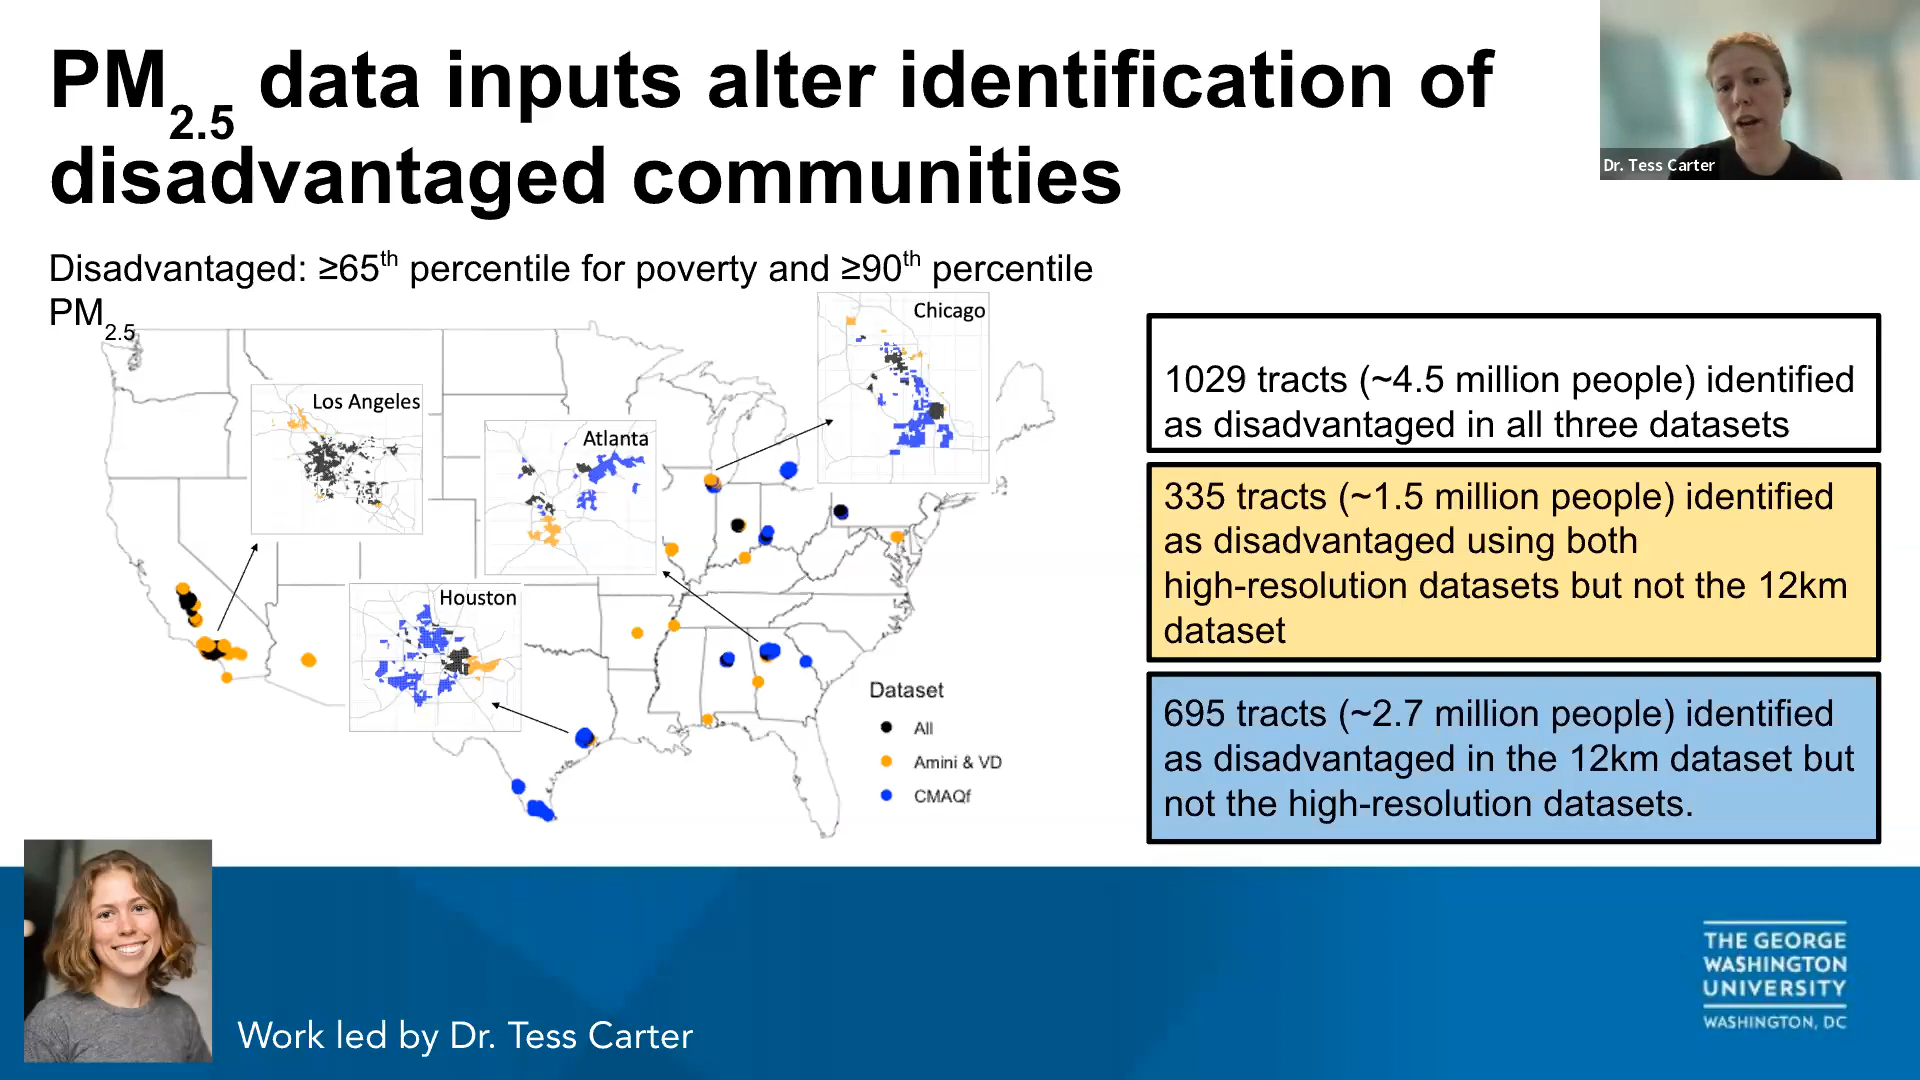 PM2.5 data inputs alter identification of
disadvantaged communities
Dr. Tess Carter
Disadvantaged: ≥65th percentile for poverty and ≥90th percentile
PM2.5
Chicago
Los Angeles
Atlanta
Houston
Dataset
All
Amini & VD
CMAQf
1029 tracts (~4.5 million people) identified
as disadvantaged in all three datasets
335 tracts (~1.5 million people) identified
as disadvantaged using both
high-resolution datasets but not the 12km
dataset
695 tracts (~2.7 million people) identified
as disadvantaged in the 12km dataset but
not the high-resolution datasets.
Work led by Dr. Tess Carter
THE GEORGE
WASHINGTON
UNIVERSITY
WASHINGTON, DC